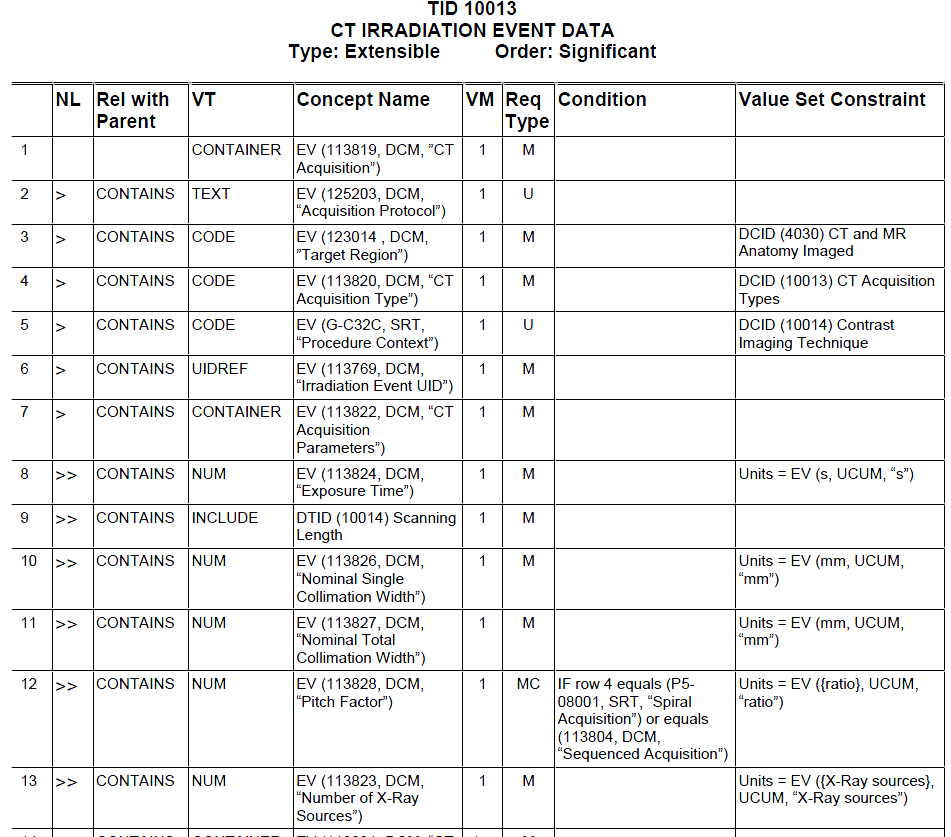 TID 10013
CT IRRADIATION EVENT DATA
Type: Extensible Order: Significant
NL Rel with Parent VT Concept Name VM Req Type Condition Value Set Constraint
1 CONTAINER EV (113819, DCM, ”CT Acquisition”) 1 M
2 > CONTAINS TEXT EV (125203, DCM, “Acquisition Protocol”) 1 U
3 > CONTAINS CODE EV (123014 , DCM, ”Target Region”) 1 M DCID (4030) CT and MR Anatomy Imaged
4 > CONTAINS CODE EV (113820, DCM, “CT Acquisition Type”) 1 M DCID (10013) CT Acquisition Types
5 > CONTAINS CODE EV (G-C32C, SRT, “Procedure Context”) 1 U DCID (10014) Contrast Imaging Technique
6 > CONTAINS UIDREF EV (113769, DCM, “Irradiation Event UID”) 1 M
7 > CONTAINS CONTAINER EV (113822, DCM, “CT Acquisition Parameters”) 1 M
8 >> CONTAINS NUM EV (113824, DCM, “Exposure Time”) 1 M Units = EV (s, UCUM, “s”)
9 >> CONTAINS INCLUDE DTID (10014) Scanning Length 1 M
10 >> CONTAINS NUM EV (113826, DCM, “Nominal Single Collimation Width”) 1 M Units = EV (mm, UCUM, “mm”)
11 >> CONTAINS NUM EV (113827, DCM, “Nominal Total Collimation Width”) 1 M Units = EV (mm, UCUM, “mm”)
12 >> CONTAINS NUM EV (113828, DCM, “Pitch Factor”) 1 MC IF row 4 equals (P5-08001, SRT, “Spiral Acquisition”) or equals (113804, DCM, “Sequenced Acquisition”) Units = EV ({ratio}, UCUM, “ratio”)
13 >> CONTAINS NUM EV (113823, DCM, “Number of X-Ray Sources”) 1 M Units = EV ({X-Ray sources}, UCUM, “X-Ray sources”)